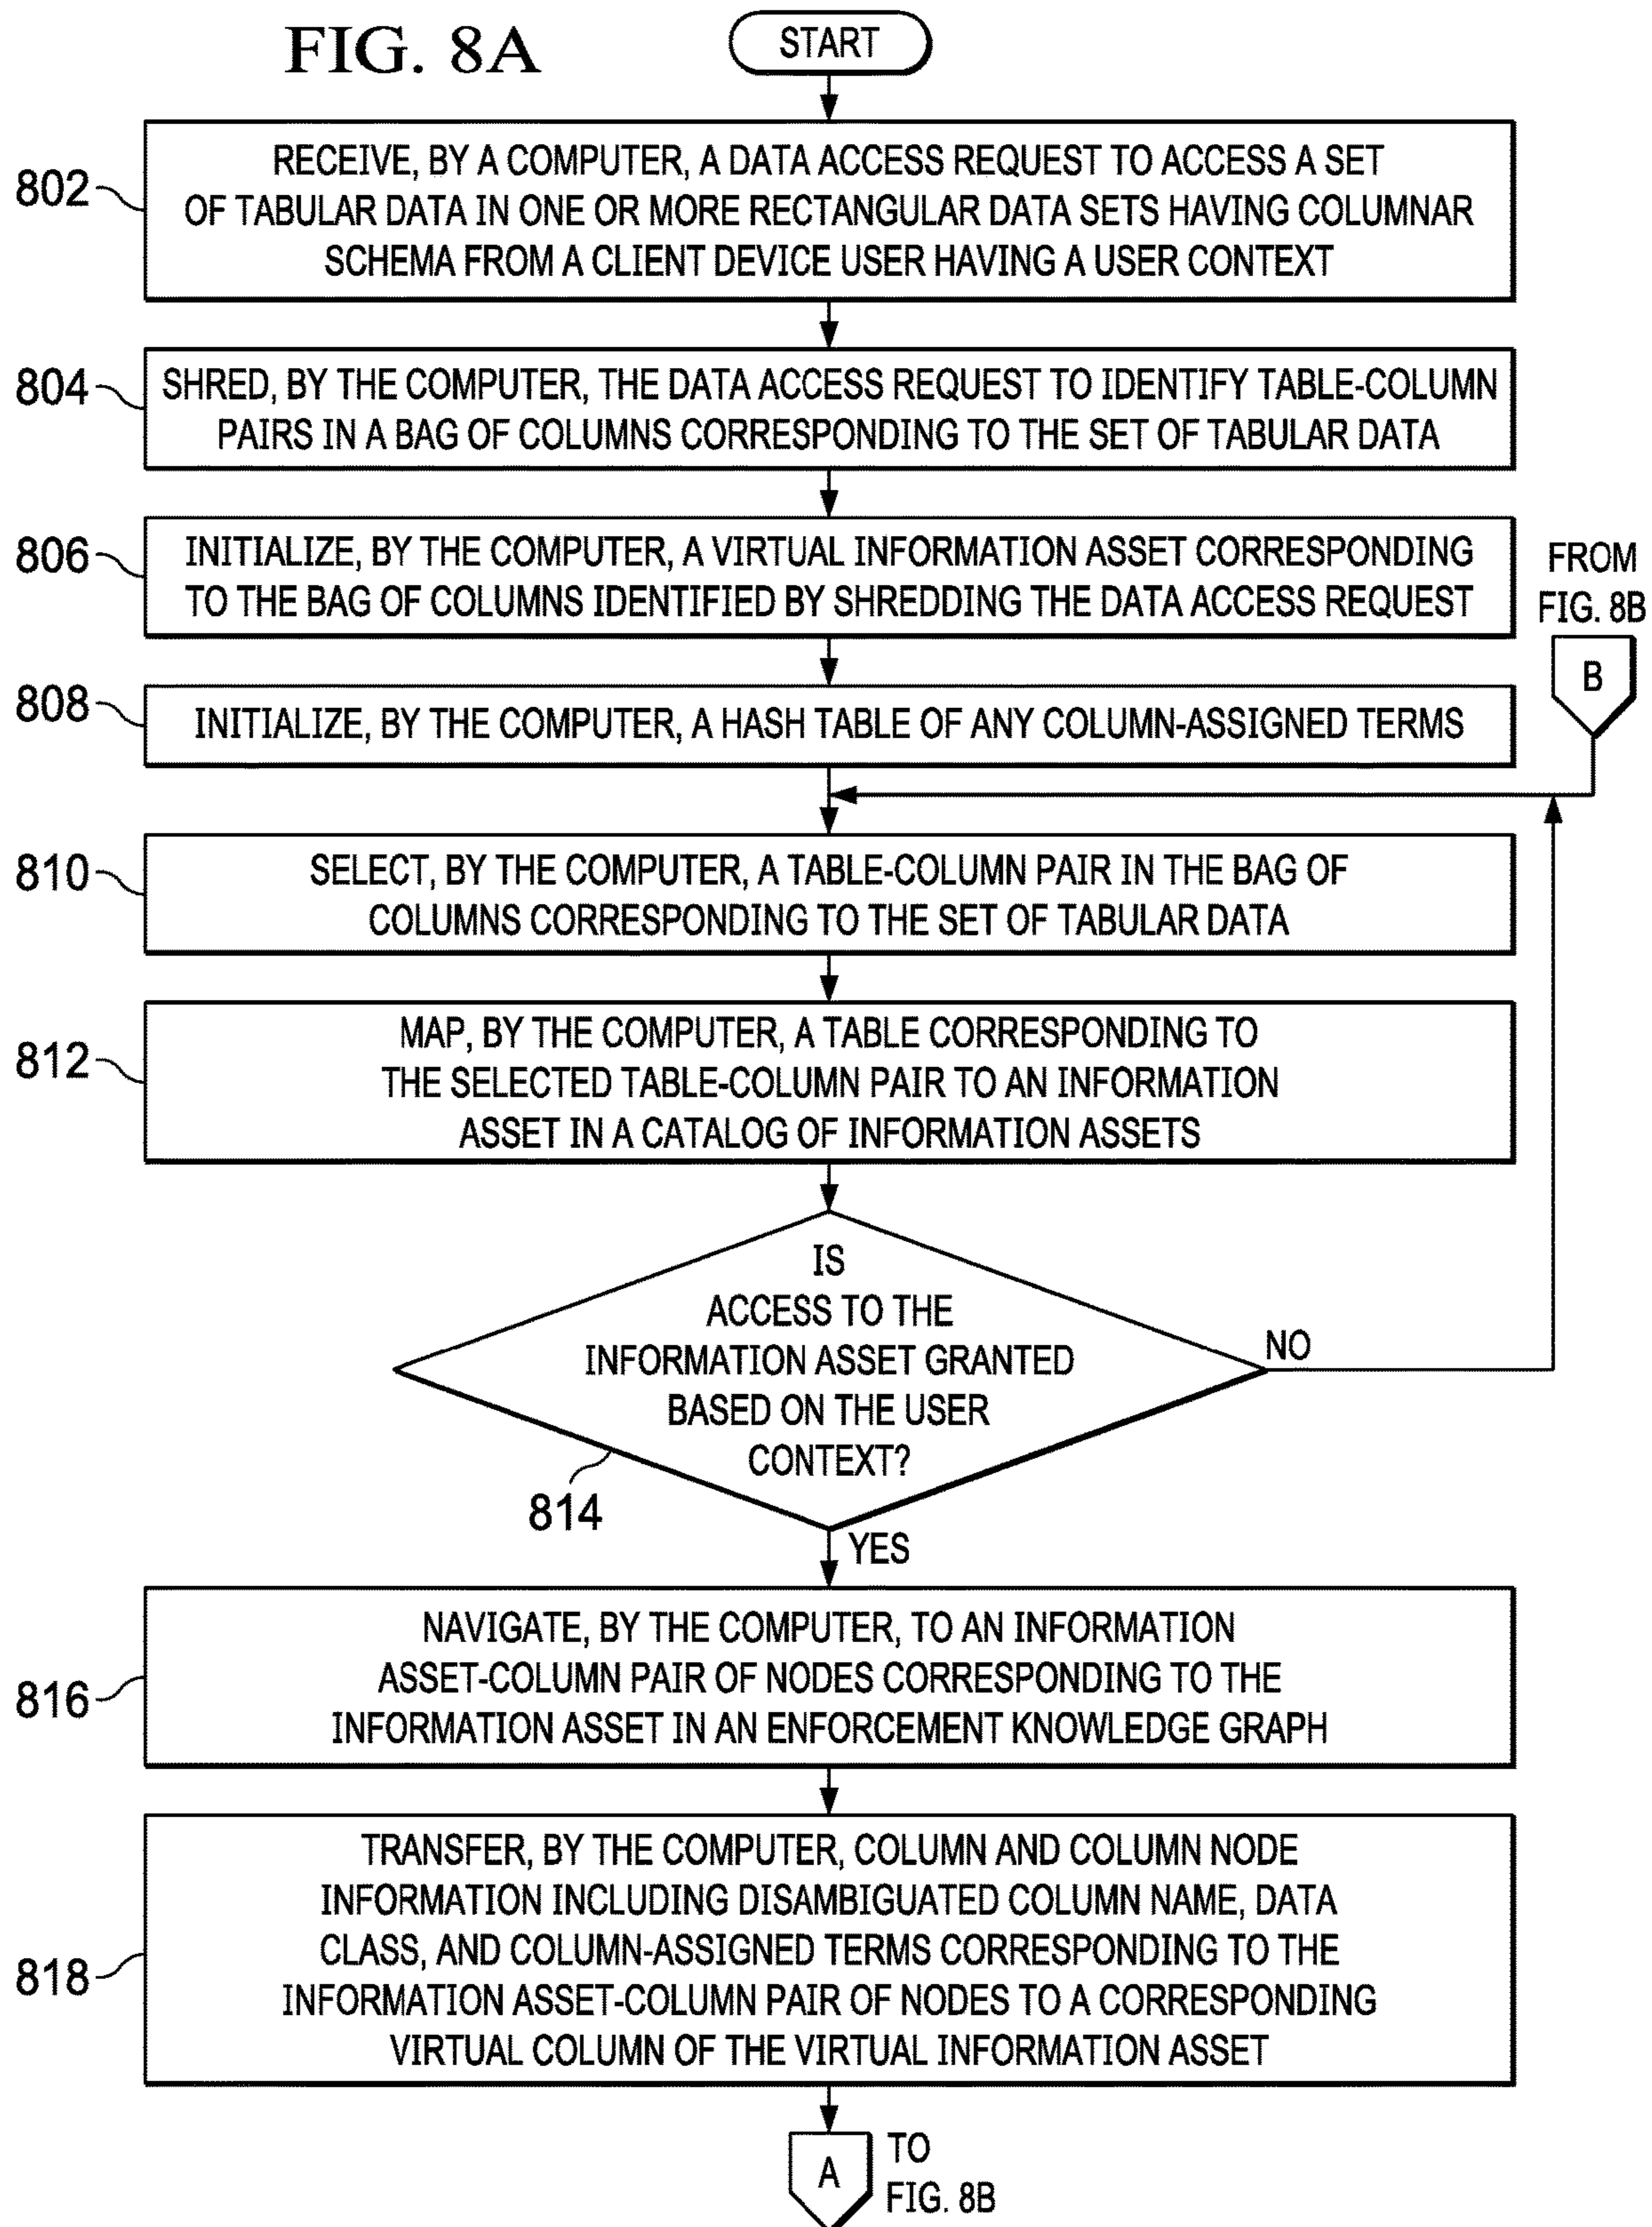 FIG. 8A
START
802
RECEIVE, BY A COMPUTER, A DATA ACCESS REQUEST TO ACCESS A SET
OF TABULAR DATA IN ONE OR MORE RECTANGULAR DATA SETS HAVING COLUMNAR
SCHEMA FROM A CLIENT DEVICE USER HAVING A USER CONTEXT
804
SHRED, BY THE COMPUTER, THE DATA ACCESS REQUEST TO IDENTIFY TABLE-COLUMN
PAIRS IN A BAG OF COLUMNS CORRESPONDING TO THE SET OF TABULAR DATA
806
INITIALIZE, BY THE COMPUTER, A VIRTUAL INFORMATION ASSET CORRESPONDING
TO THE BAG OF COLUMNS IDENTIFIED BY SHREDDING THE DATA ACCESS REQUEST
FROM
FIG. 8B
B
808
INITIALIZE, BY THE COMPUTER, A HASH TABLE OF ANY COLUMN-ASSIGNED TERMS
810
SELECT, BY THE COMPUTER, A TABLE-COLUMN PAIR IN THE BAG OF
COLUMNS CORRESPONDING TO THE SET OF TABULAR DATA
812
MAP, BY THE COMPUTER, A TABLE CORRESPONDING TO
THE SELECTED TABLE-COLUMN PAIR TO AN INFORMATION
ASSET IN A CATALOG OF INFORMATION ASSETS
IS
ACCESS TO THE
INFORMATION ASSET GRANTED
BASED ON THE USER
CONTEXT?
NO
814
YES
816
NAVIGATE, BY THE COMPUTER, TO AN INFORMATION
ASSET-COLUMN PAIR OF NODES CORRESPONDING TO THE
INFORMATION ASSET IN AN ENFORCEMENT KNOWLEDGE GRAPH
818
TRANSFER, BY THE COMPUTER, COLUMN AND COLUMN NODE
INFORMATION INCLUDING DISAMBIGUATED COLUMN NAME, DATA
CLASS, AND COLUMN-ASSIGNED TERMS CORRESPONDING TO THE
INFORMATION ASSET-COLUMN PAIR OF NODES TO A CORRESPONDING
VIRTUAL COLUMN OF THE VIRTUAL INFORMATION ASSET
A
TO
FIG. 8B